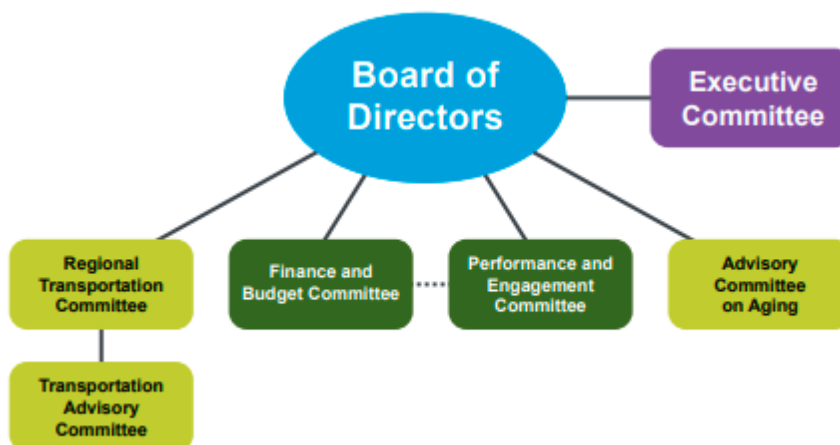 Board of
Directors
Executive
Committee
Regional
Transportation
Committee
Finance and
Budget Committee
Performance and
Engagement
Committee
Advisory
Committee
on Aging
Transportation
Advisory
Committee